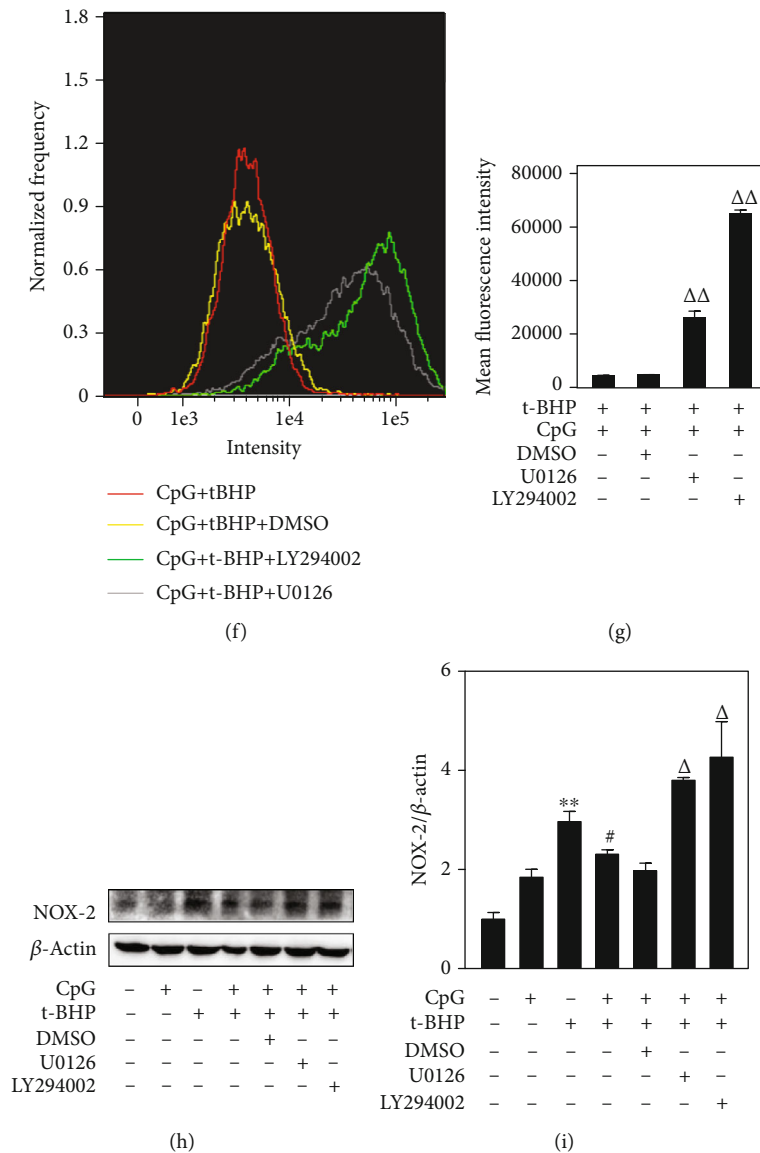 1.8
1.5
1.2
0.9
0.6
0.3
0
Normalized frequency
0 1e3 1e4 1e5
Intensity
CpG+tBHP
CpG+tBHP+DMSO
CpG+t-BHP+LY294002
CpG+t-BHP+U0126
(f)
80000
60000
40000
20000
0
Mean fluorescence intensity
ΔΔ
ΔΔ
t-BHP + + + +
CpG + + + +
DMSO – + – –
U0126 – – + –
LY294002 – – – +
(g)
NOX-2
β-Actin
CpG – + – + + + +
t-BHP – – + + + + +
DMSO – – – – + – –
U0126 – – – – – + –
LY294002 – – – – – – +
(h)
6
4
2
0
NOX-2/β-actin
**
#
Δ
Δ
CpG – + – + + + +
t-BHP – – + + + + +
DMSO – – – – + – –
U0126 – – – – – + –
LY294002 – – – – – – +
(i)